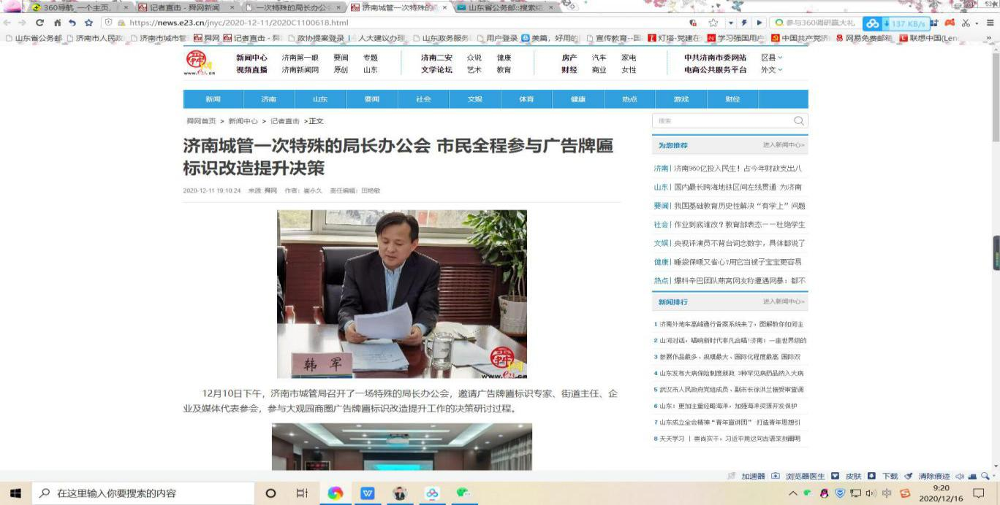 360导航_一个主页，
记者直击 - 舜网新闻
一次特殊的局长办公会
济南城管一次特殊的
山东省公务邮::搜索
https://news.e23.cn/jnyc/2020-12-11/2020C1100618.html
参与360调研赢大礼
137 KB/s
山东省公务邮
济南市人民政
济南市城市管
舜网
记者直击 - 舜
政协提案登录
人大建议办理
山东政务服务
用户登录
美篇，好用的
宣传教育--国
灯塔-党建在
学习强国用户
中国共产党济
网易免费邮箱
联想中国(Len
舜网
www.e23.cn
新闻中心 济南第一眼 要闻 专题
济南二安 众说 健康
房产 汽车 家电
中共济南市委网站 区县
视频直播 济南新闻网 原创 山东
文学论坛 艺术 教育
财经 商业 女性
电商公共服务平台 外文
新闻 济南 山东 要闻 社会 文娱 体育 健康 热点 游戏 财经
舜网首页 > 新闻中心 > 记者直击 >正文
济南城管一次特殊的局长办公会 市民全程参与广告牌匾
标识改造提升决策
2020-12-11 19:10:24 来源: 舜网 作者：崔永久 责任编辑：田艳敏
韩 军
舜网
www.e23.cn
12月10日下午，济南市城管局召开了一场特殊的局长办公会，邀请广告牌匾标识专家、街道主任、企
业及媒体代表参会，参与大观园商圈广告牌匾标识改造提升工作的决策研讨过程。
搜索
为您推荐 进入新闻中心»
济南| 济南960亿投入民生！占今年财政支出八
山东| 国内最长跨海地铁区间左线贯通 为济南
要闻| 我国基础教育历史性解决“有学上”问题
社会| 作业到底谁改？教育部表态——杜绝学生
文娱| 央视评演员不背台词念数字，具体都说了
健康| 睡袋保暖又省心?用它当被子宝宝更容易
热点| 爆料辛巴团队燕窝网友称遭遇网暴：都不
新闻排行 进入新闻中心»
1 济南外地车高峰通行备案系统来了，图解教你如何注
2 山河对话，唱响新时代非凡合唱!济南：一座世界级的
3 参展作品最多、规模最大、国际化程度最高 国际双
4 山东发布大病保险制度新政 3种罕见病药品纳入大病
5 武汉市人民政府党组成员、副市长徐洪兰接受审查调
6 山东：更加注重经略海洋，加强海洋资源开发保护
7 山东成立全会精神“青年宣讲团” 打造青年思想引
8 天天学习 | 崇尚实干，习近平用这句古语深刻阐明
加速器 浏览器医生 皮肤 下载 清除痕迹
在这里输入你要搜索的内容
中
9:20
2020/12/16